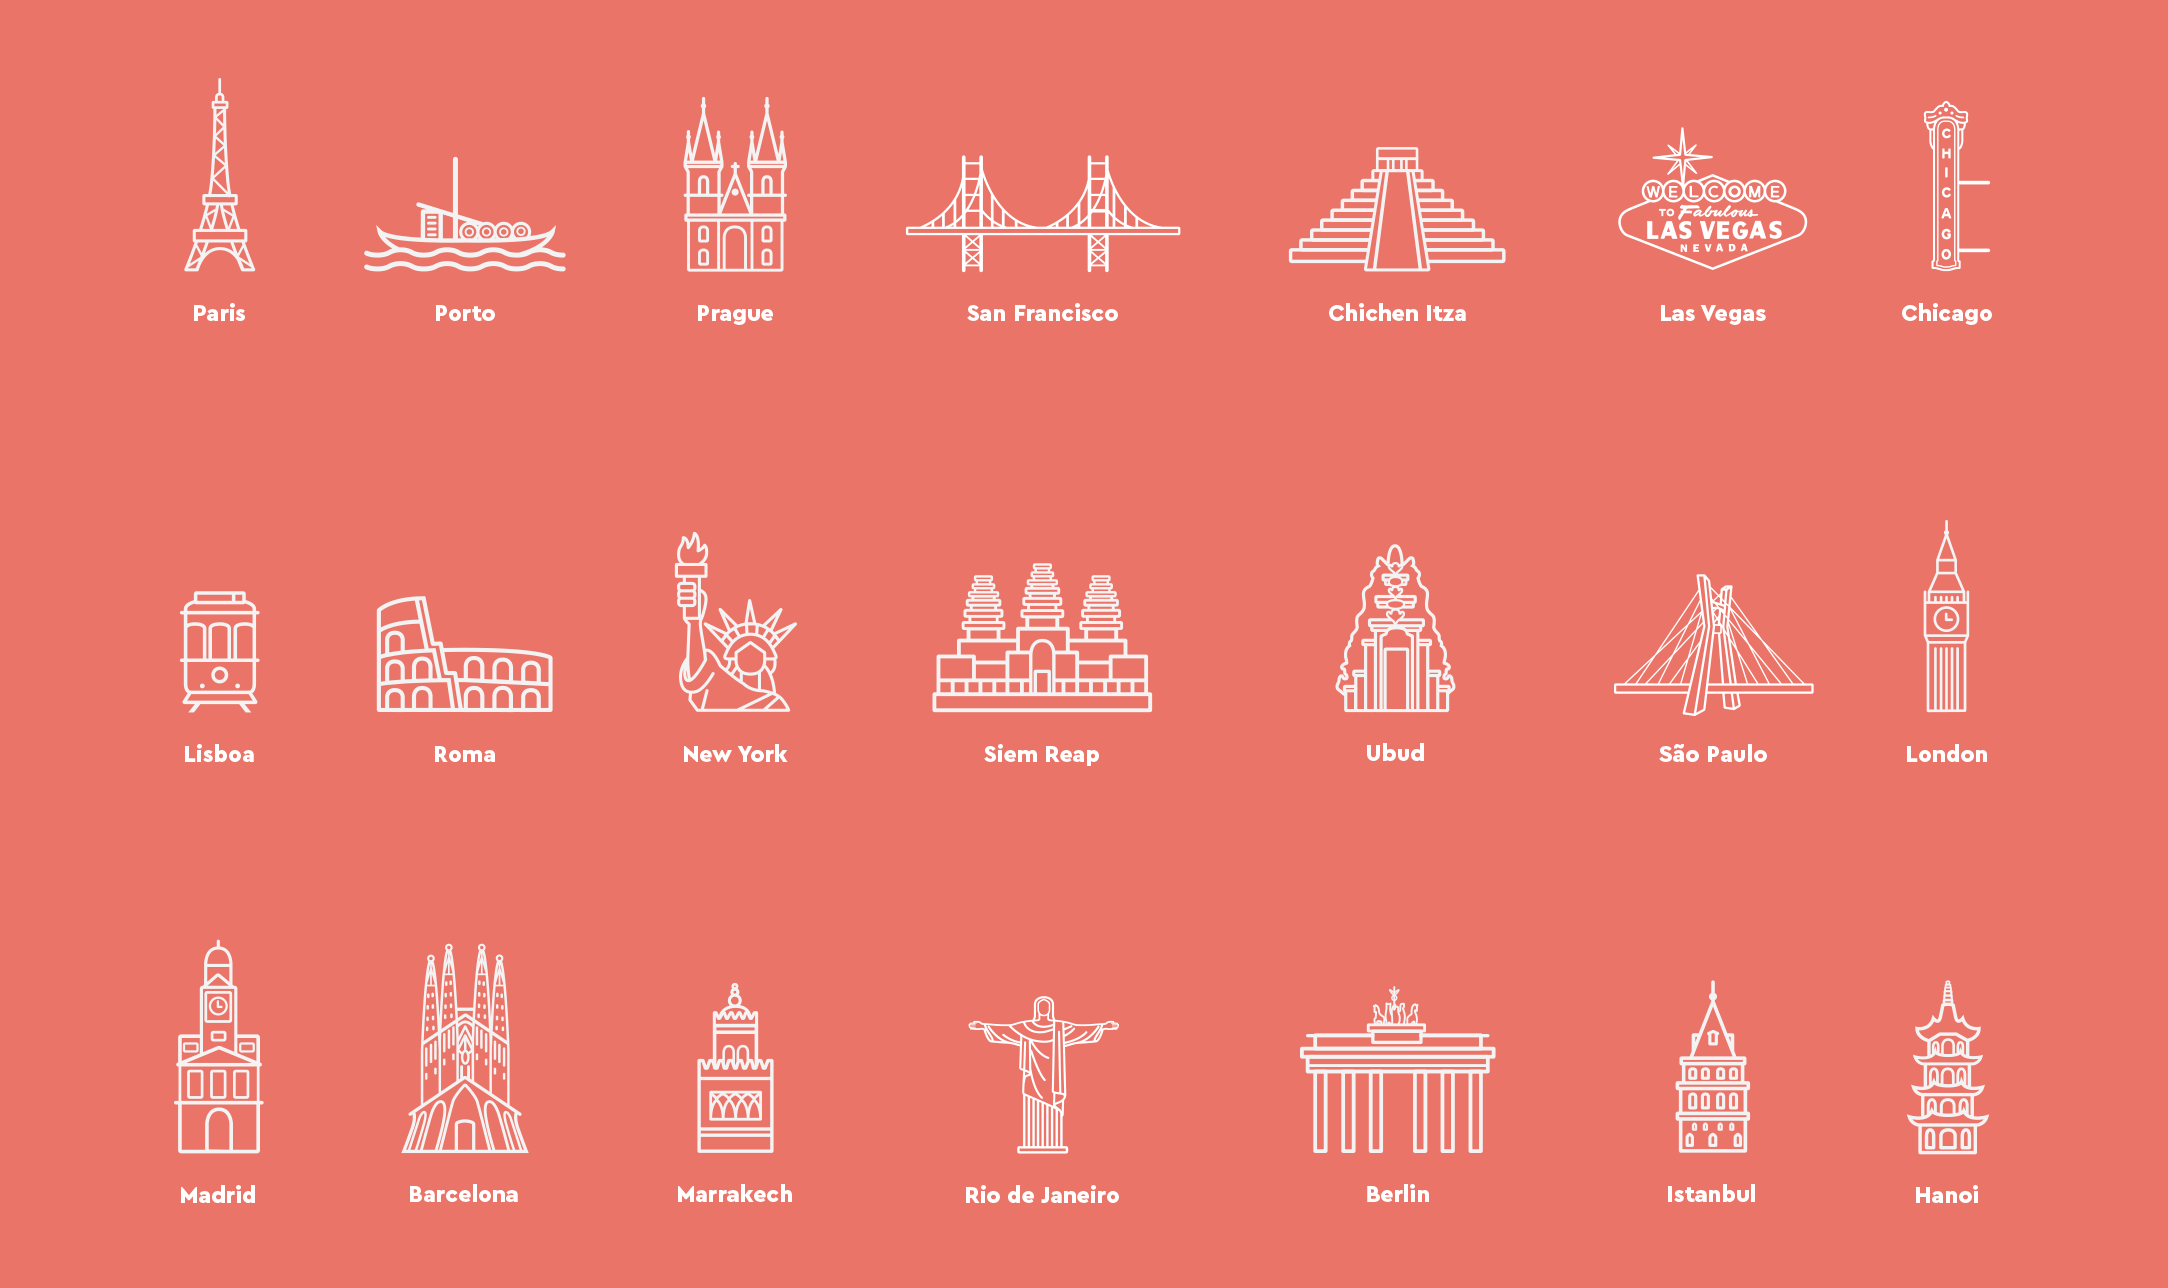 WELCOME
TO Fabulous
LAS VEGAS
NEVADA
CHICAGO
Paris
Porto
Prague
San Francisco
Chichen Itza
Las Vegas
Chicago
Lisboa
Roma
New York
Siem Reap
Ubud
São Paulo
London
Madrid
Barcelona
Marrakech
Rio de Janeiro
Berlin
Istanbul
Hanoi